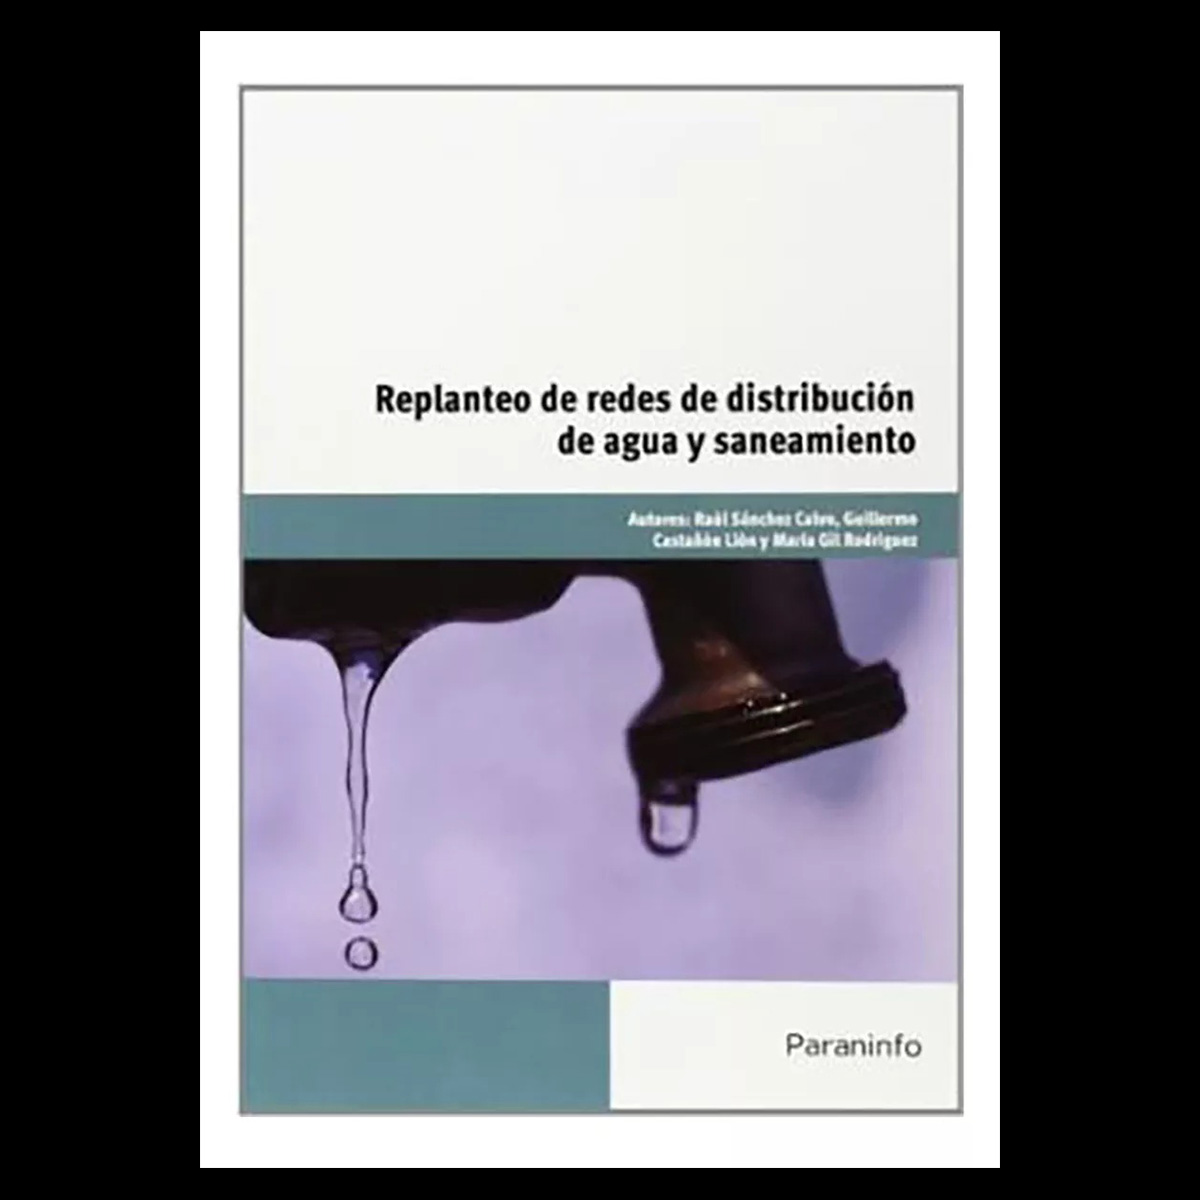 Replanteo de redes de distribución
de agua y saneamiento
Autores: Raúl Sánchez Calvo, Guillermo
Castañón Lión y María Gil Rodríguez
Paraninfo